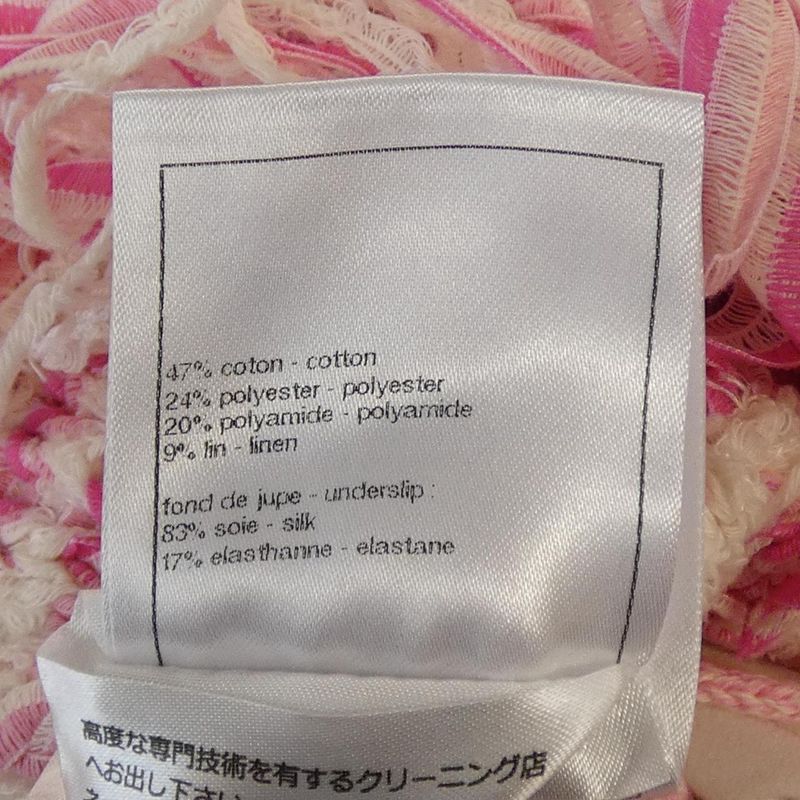 47% coton - cotton
24% polyester - polyester
20% polyamide - polyamide
9% lin - linen
fond de jupe - underslip :
83% soie - silk
17% elasthanne - elastane
高度な専門技術を有するクリーニング店
へお出し下さい